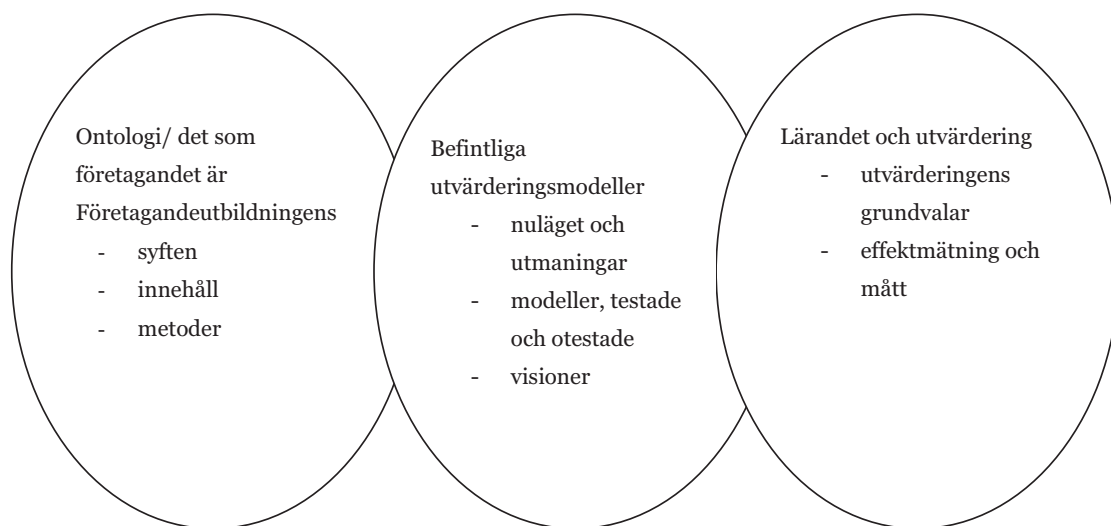 Ontologi/ det som
företagandet är
Företagandeutbildningens
- syften
- innehåll
- metoder
Befintliga
utvärderingsmodeller
- nuläget och
utmaningar
- modeller, testade
och otestade
- visioner
Lärandet och utvärdering
- utvärderingens
grundvalar
- effektmätning och
mått